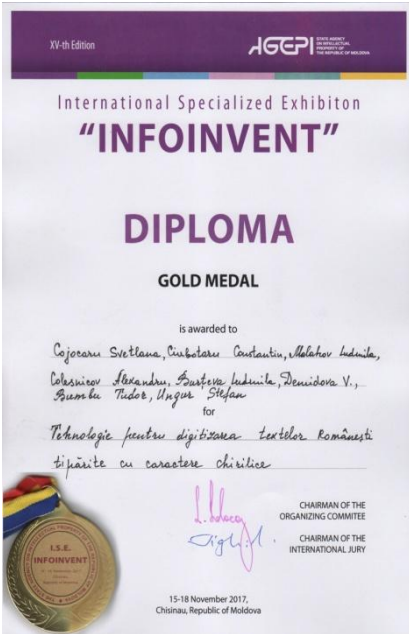 XV-th Edition
AGEPI
STATE AGENCY
ON INTELLECTUAL
PROPERTY OF
THE REPUBLIC OF MOLDOVA
International Specialized Exhibiton
"INFOINVENT"
DIPLOMA
GOLD MEDAL
is awarded to
Cojocaru Svetlana, Ciubotaru Constantin, Malahov Ludmila,
Colesnicov Alexandru, Burțeva Ludmila, Demidova V.,
Bumbu Tudor, Ungur Ștefan
for
Tehnologie pentru digitizarea textelor Românești
tipărite cu caractere chirilice
CHAIRMAN OF THE
ORGANIZING COMMITEE
CHAIRMAN OF THE
INTERNATIONAL JURY
I.S.E.
INFOINVENT
15-18 November 2017,
Chisinau, Republic of Moldova